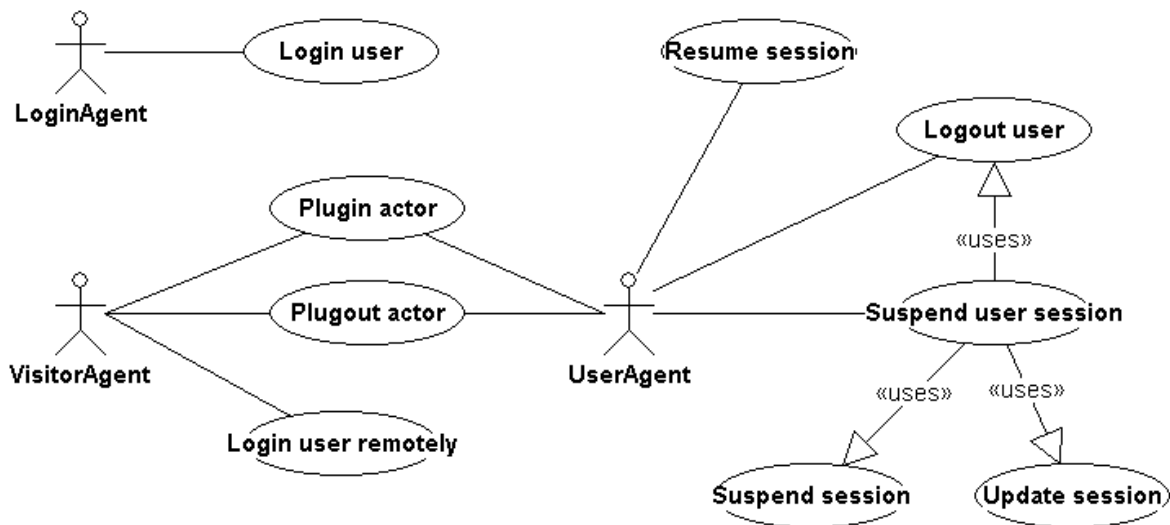 Login user
LoginAgent
Resume session
Logout user
Plugin actor
«uses»
Plugout actor
Suspend user session
VisitorAgent
UserAgent
«uses»
«uses»
Login user remotely
Suspend session
Update session